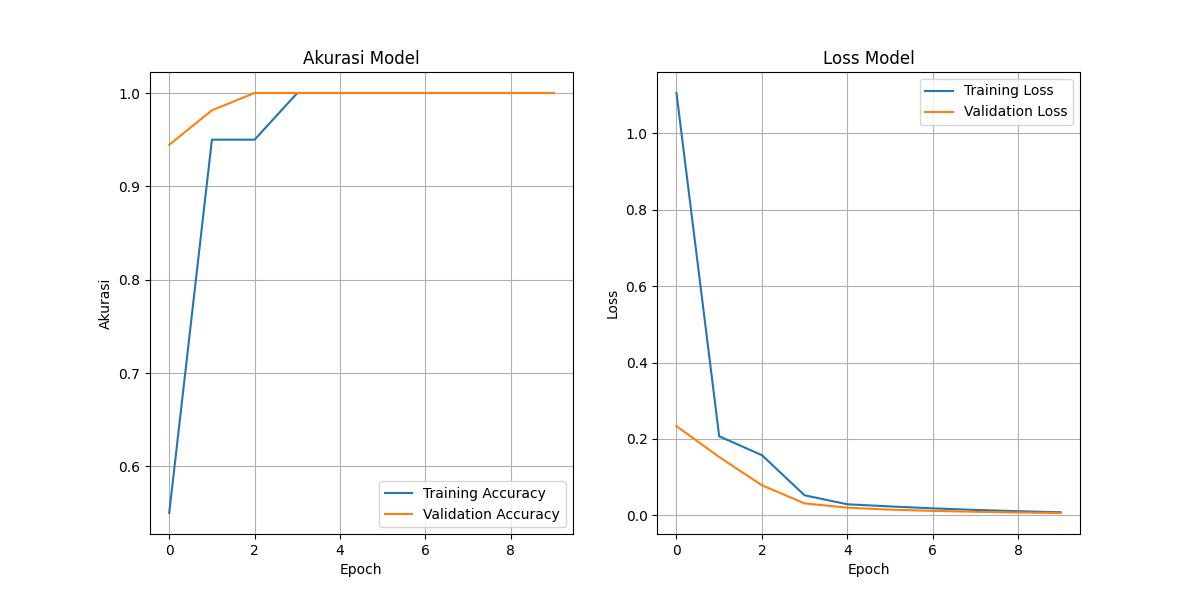 Akurasi Model
1.0
0.9
0.8
0.7
0.6
Akurasi
Training Accuracy
Validation Accuracy
0 2 4 6 8
Epoch
Loss Model
Training Loss
Validation Loss
1.0
0.8
0.6
0.4
0.2
0.0
Loss
0 2 4 6 8
Epoch